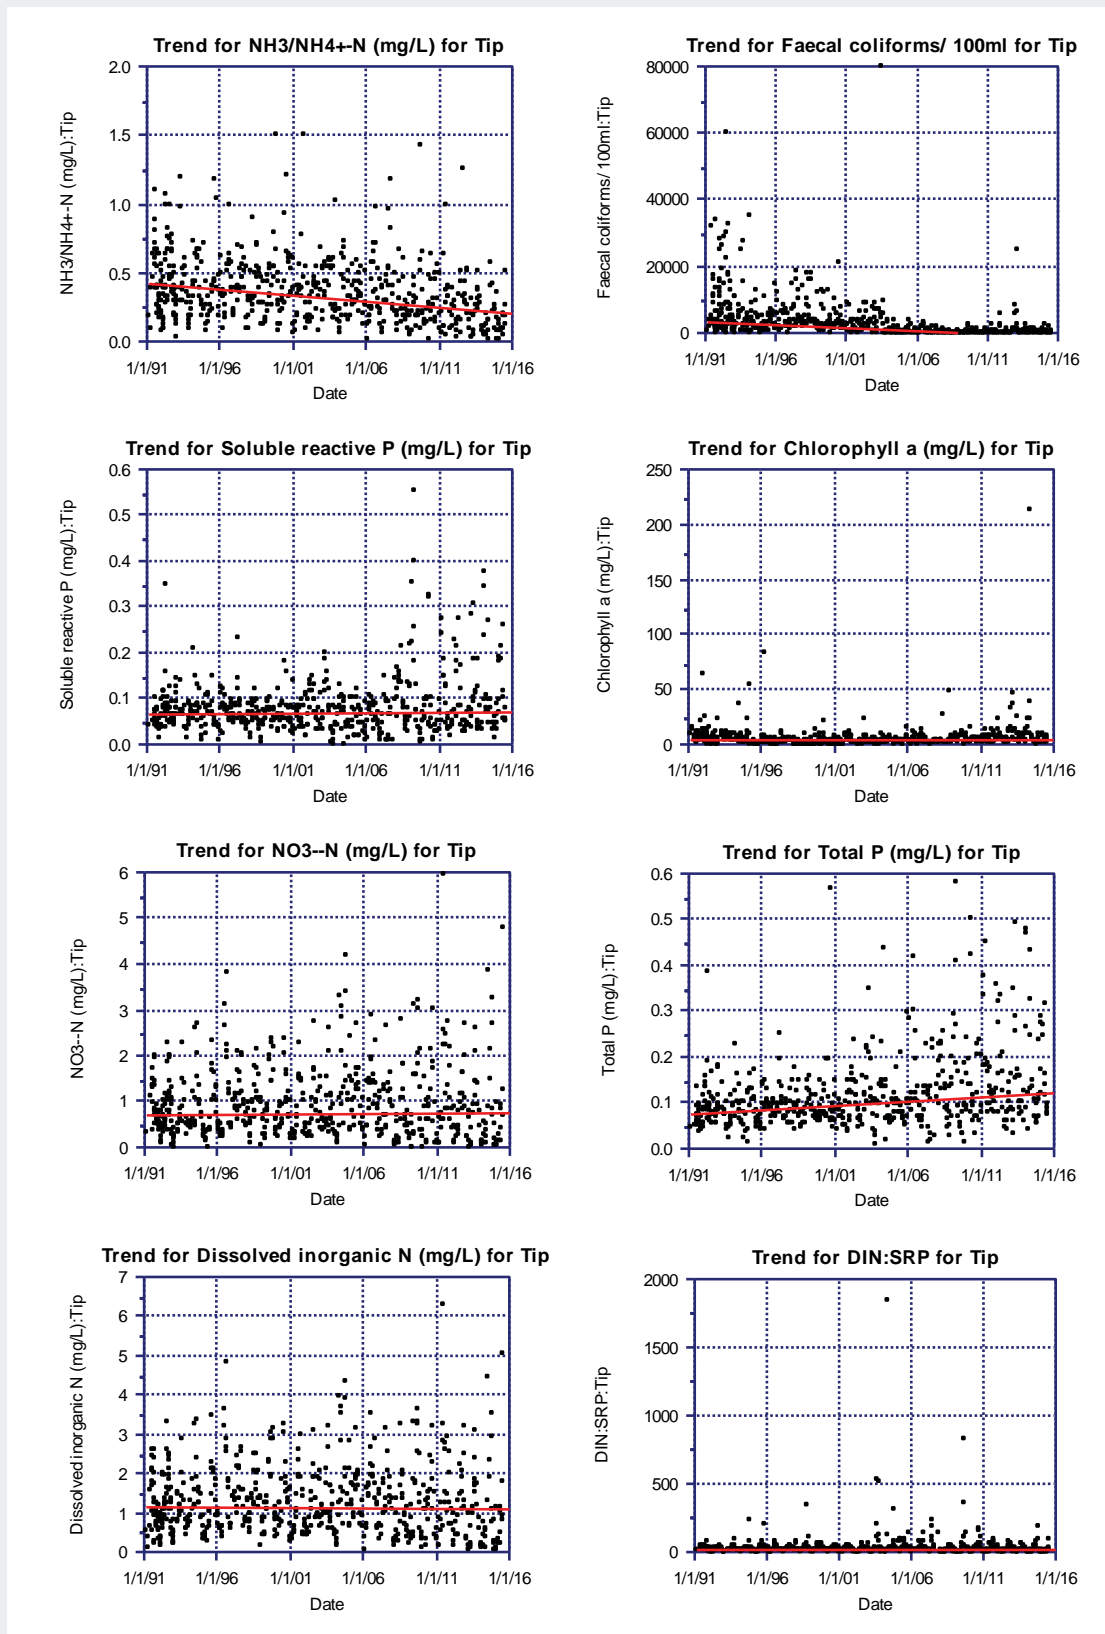 Trend for NH3/NH4+-N (mg/L) for Tip
NH3/NH4+-N (mg/L):Tip
2.0
1.5
1.0
0.5
0.0
1/1/91 1/1/96 1/1/01 1/1/06 1/1/11 1/1/16
Date
Trend for Faecal coliforms/ 100ml for Tip
Faecal coliforms/100ml:Tip
80000
60000
40000
20000
0
1/1/91 1/1/96 1/1/01 1/1/06 1/1/11 1/1/16
Date
Trend for Soluble reactive P (mg/L) for Tip
Soluble reactive P (mg/L):Tip
0.6
0.5
0.4
0.3
0.2
0.1
0.0
1/1/91 1/1/96 1/1/01 1/1/06 1/1/11 1/1/16
Date
Trend for Chlorophyll a (mg/L) for Tip
Chlorophyll a (mg/L):Tip
250
200
150
100
50
0
1/1/91 1/1/96 1/1/01 1/1/06 1/1/11 1/1/16
Date
Trend for NO3--N (mg/L) for Tip
NO3--N (mg/L):Tip
6
5
4
3
2
1
0
1/1/91 1/1/96 1/1/01 1/1/06 1/1/11 1/1/16
Date
Trend for Total P (mg/L) for Tip
Total P (mg/L):Tip
0.6
0.5
0.4
0.3
0.2
0.1
0.0
1/1/91 1/1/96 1/1/01 1/1/06 1/1/11 1/1/16
Date
Trend for Dissolved inorganic N (mg/L) for Tip
Dissolved inorganic N (mg/L):Tip
7
6
5
4
3
2
1
0
1/1/91 1/1/96 1/1/01 1/1/06 1/1/11 1/1/16
Date
Trend for DIN:SRP for Tip
DIN:SRP:Tip
2000
1500
1000
500
0
1/1/91 1/1/96 1/1/01 1/1/06 1/1/11 1/1/16
Date